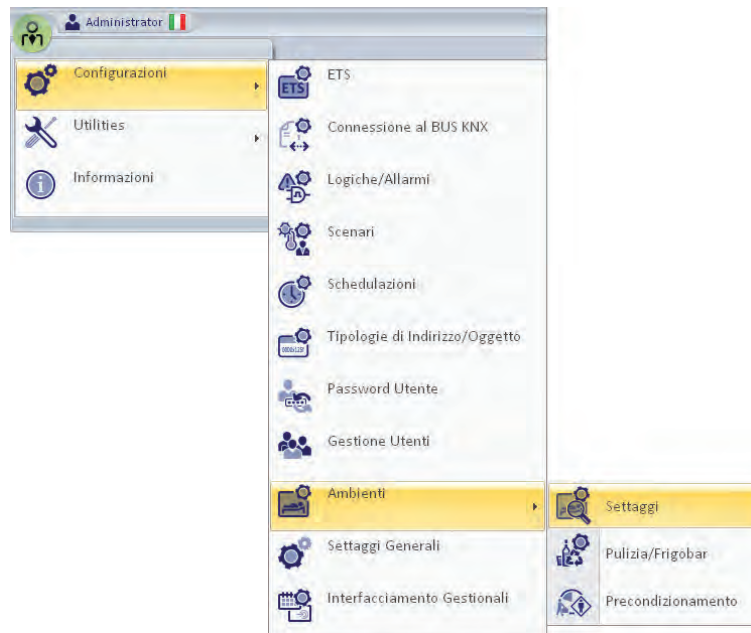 Administrator
Configurazioni
Utilities
Informazioni
ETS
ETS
Connessione al BUS KNX
Logiche/Allarmi
Scenari
Schedulazioni
Tipologie di Indirizzo/Oggetto
Password Utente
Gestione Utenti
Ambienti
Settaggi Generali
Interfacciamento Gestionali
Settaggi
Pulizia/Frigobar
Precondizionamento